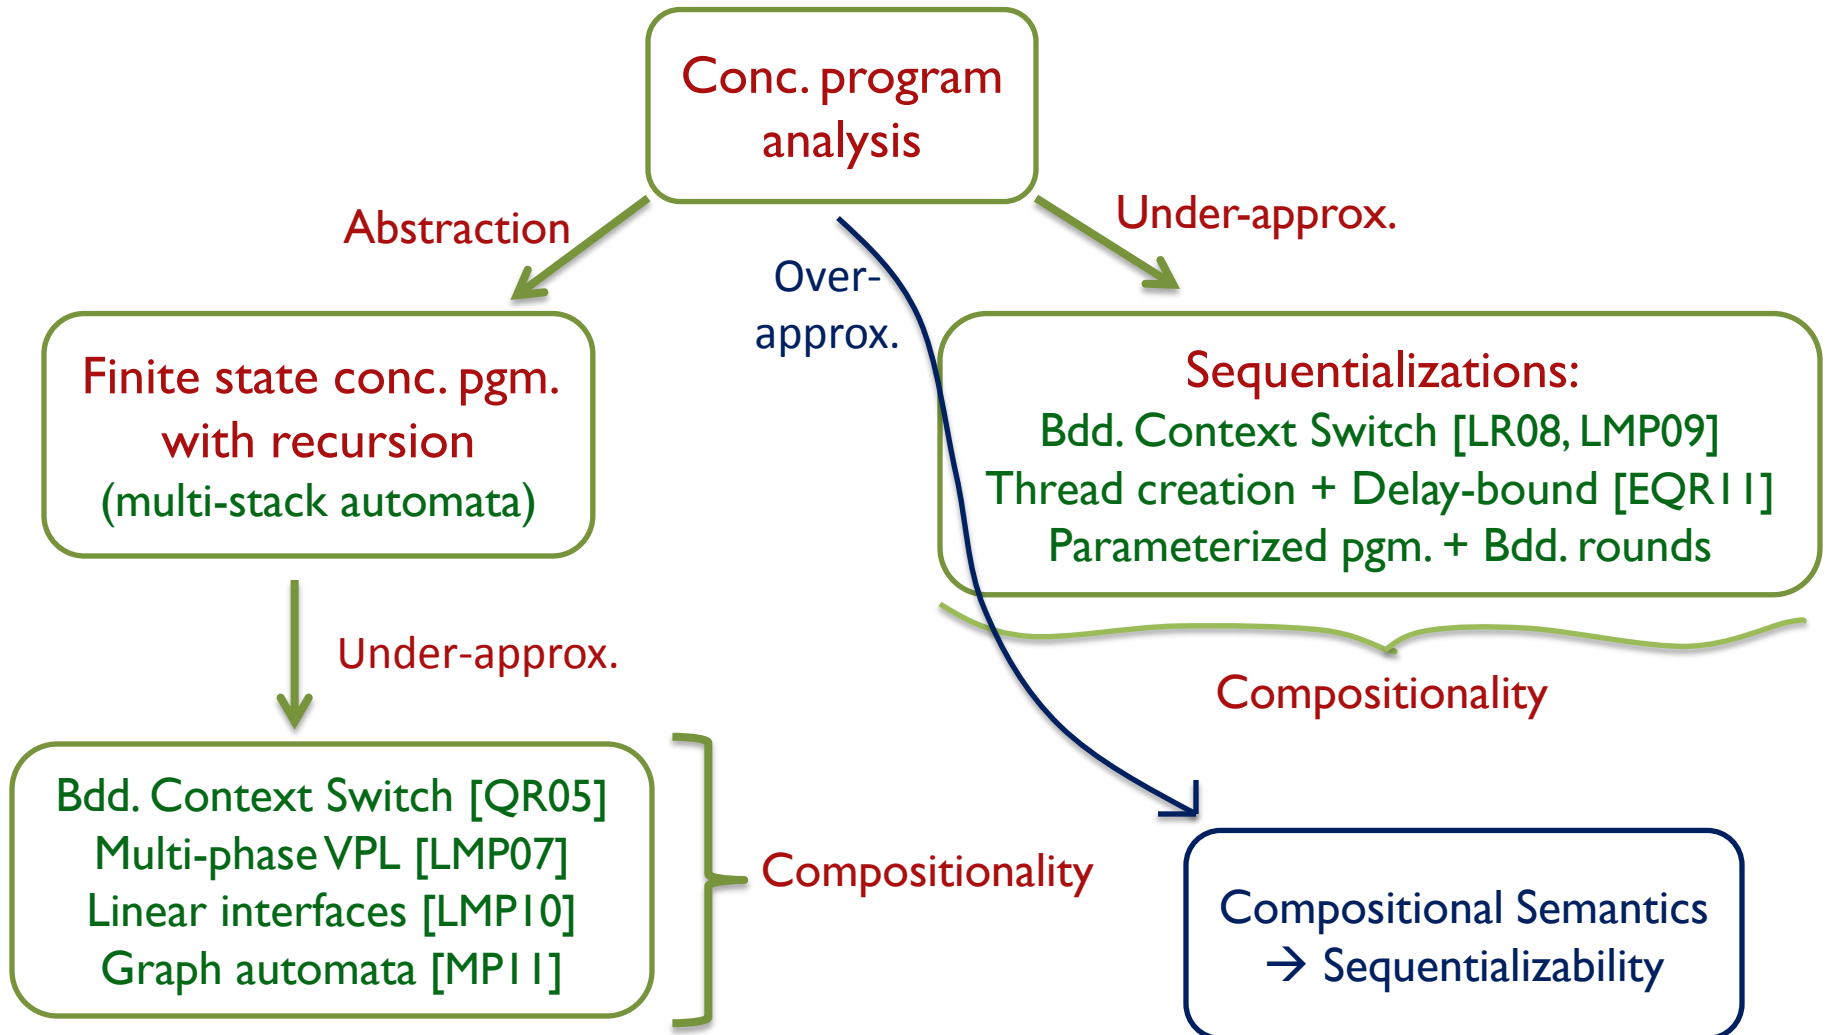 Conc. program
analysis
Abstraction
Under-approx.
Over-
approx.
Finite state conc. pgm.
with recursion
(multi-stack automata)
Sequentializations:
Bdd. Context Switch [LR08, LMP09]
Thread creation + Delay-bound [EQR11]
Parameterized pgm. + Bdd. rounds
Under-approx.
Compositionality
Bdd. Context Switch [QR05]
Multi-phase VPL [LMP07]
Linear interfaces [LMP10]
Graph automata [MP11]
Compositionality
Compositional Semantics
→ Sequentializability